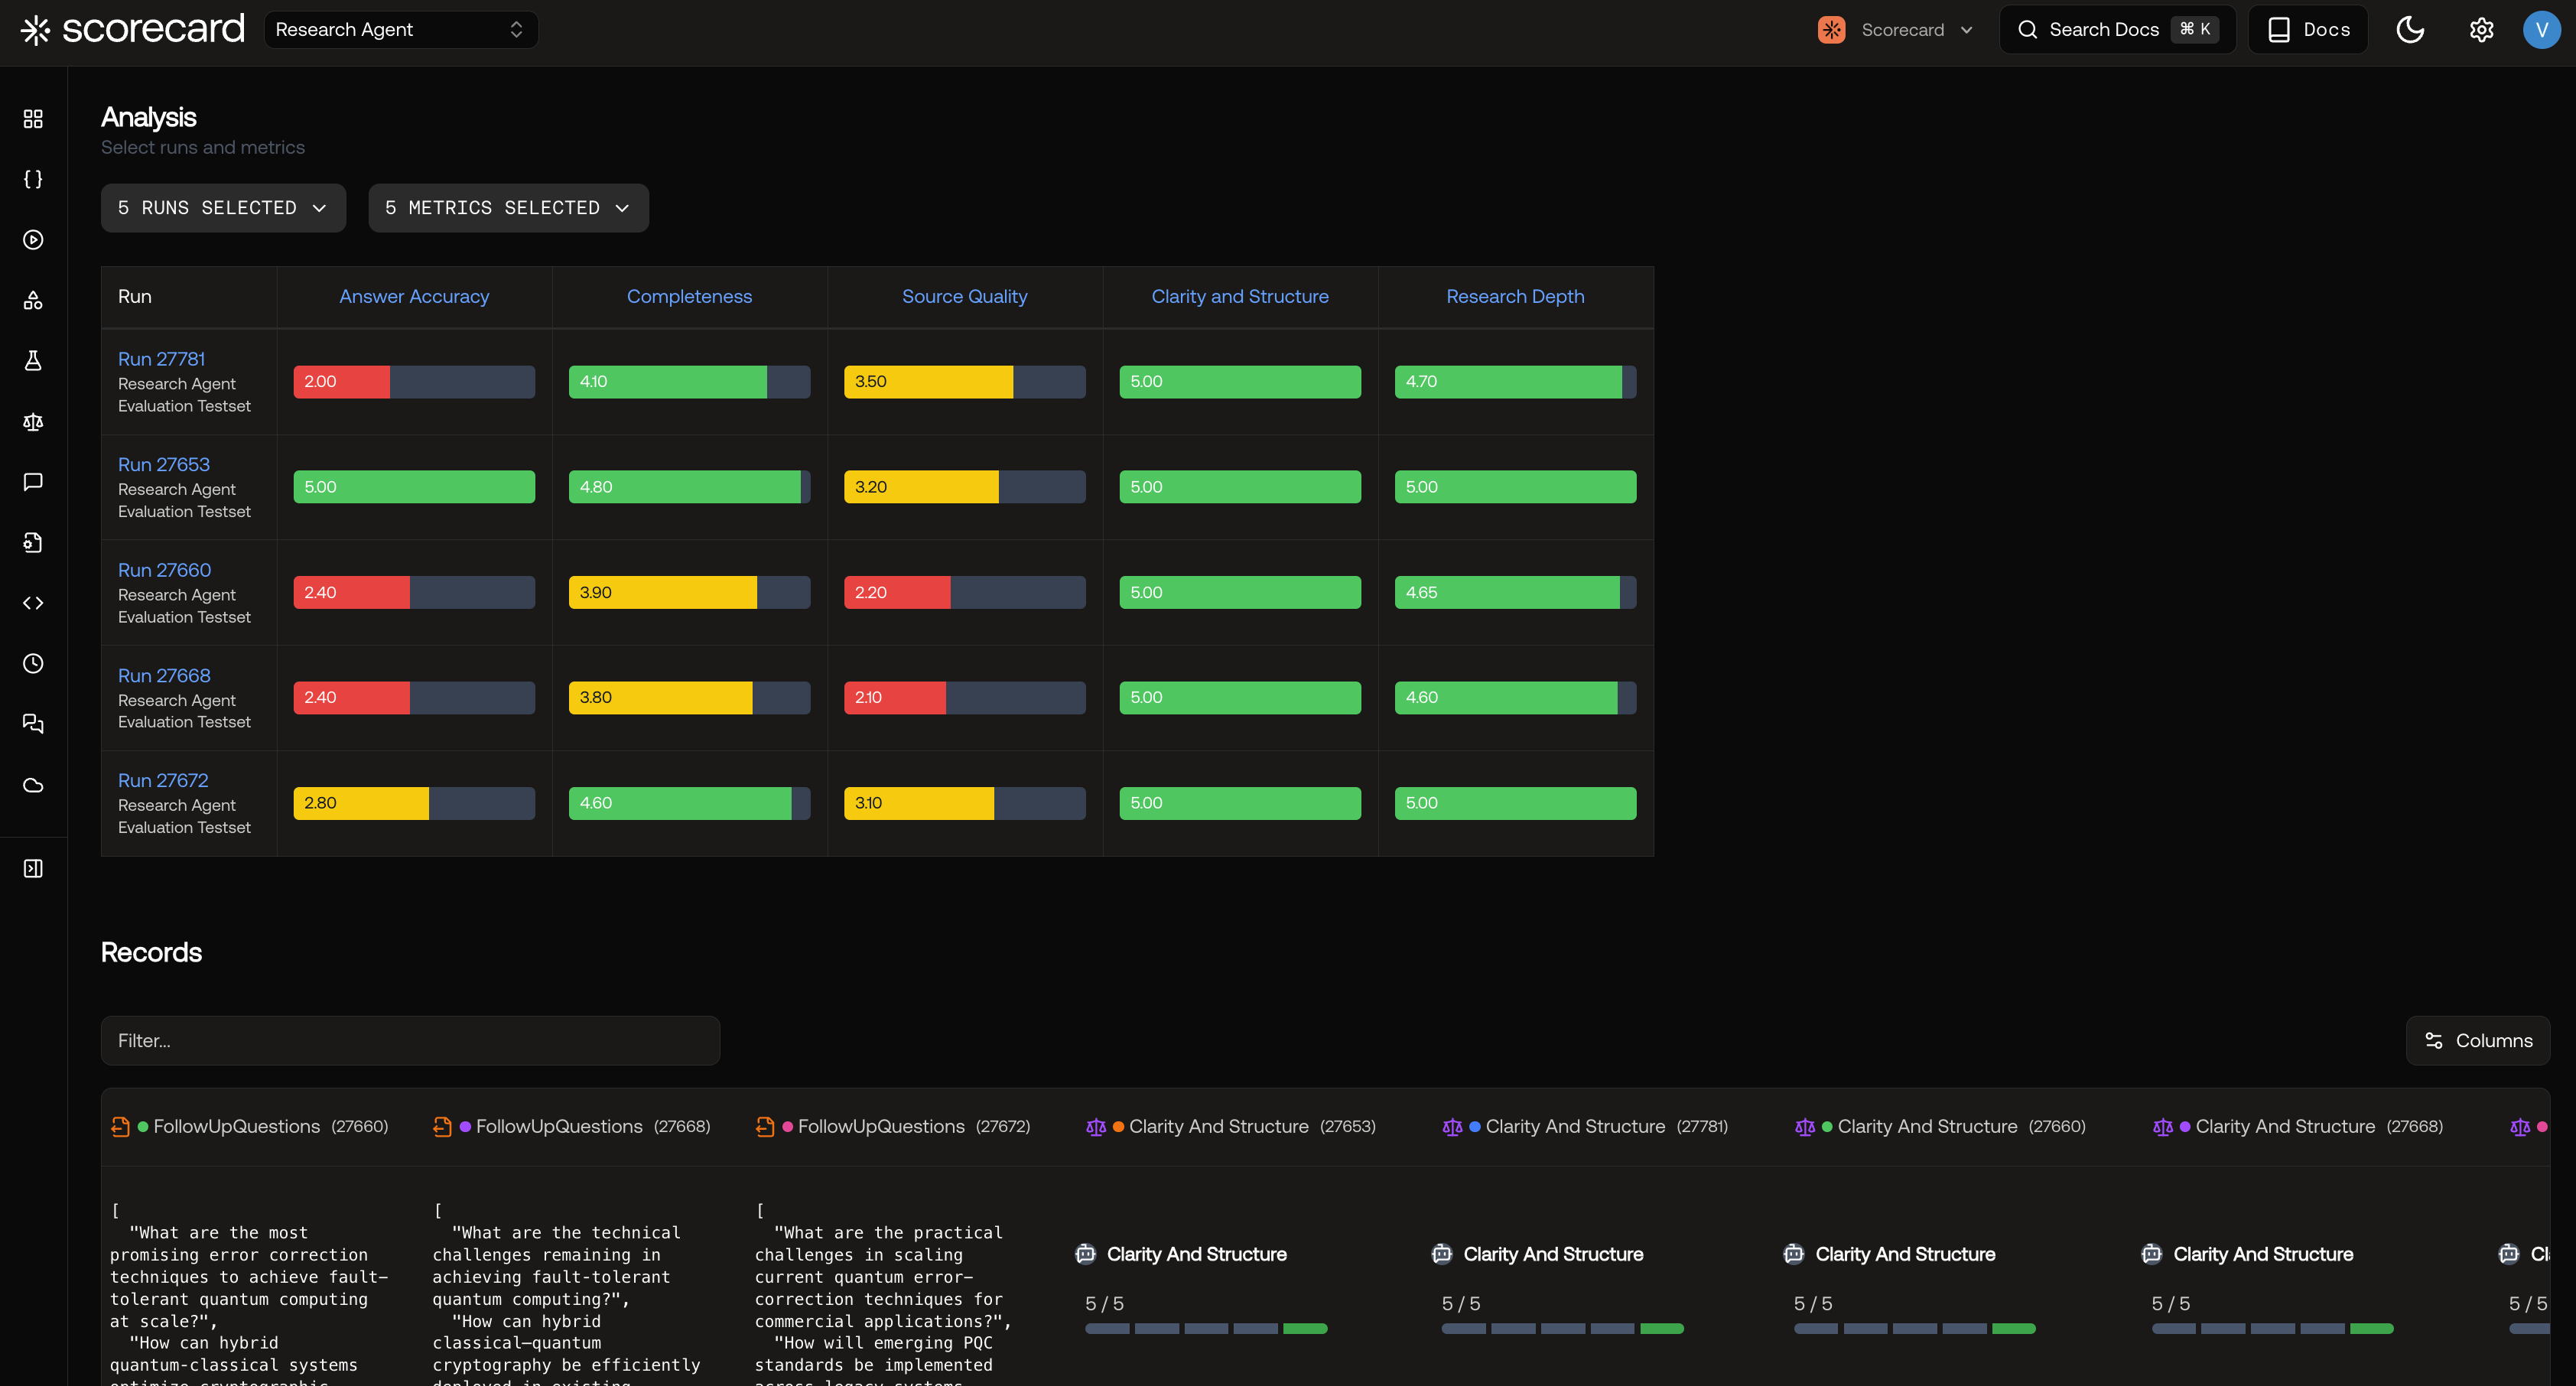 scorecard
Research Agent
Scorecard
Search Docs
⌘ K
Docs
V
Analysis
Select runs and metrics
5 RUNS SELECTED
5 METRICS SELECTED
Run
Answer Accuracy
Completeness
Source Quality
Clarity and Structure
Research Depth
Run 27781
Research Agent
Evaluation Testset
2.00
4.10
3.50
5.00
4.70
Run 27653
Research Agent
Evaluation Testset
5.00
4.80
3.20
5.00
5.00
Run 27660
Research Agent
Evaluation Testset
2.40
3.90
2.20
5.00
4.65
Run 27668
Research Agent
Evaluation Testset
2.40
3.80
2.10
5.00
4.60
Run 27672
Research Agent
Evaluation Testset
2.80
4.60
3.10
5.00
5.00
Records
Filter...
Columns
FollowUpQuestions (27660)
FollowUpQuestions (27668)
FollowUpQuestions (27672)
Clarity And Structure (27653)
Clarity And Structure (27781)
Clarity And Structure (27660)
Clarity And Structure (27668)
[
"What are the most
promising error correction
techniques to achieve fault-
tolerant quantum computing
at scale?",
"How can hybrid
quantum-classical systems
optimize cryptographic
[
"What are the technical
challenges remaining in
achieving fault-tolerant
quantum computing?",
"How can hybrid
classical–quantum
cryptography be efficiently
deployed in existing
[
"What are the practical
challenges in scaling
current quantum error-
correction techniques for
commercial applications?",
"How will emerging PQC
standards be implemented
across legacy systems
Clarity And Structure
5 / 5
Clarity And Structure
5 / 5
Clarity And Structure
5 / 5
Clarity And Structure
5 / 5
5 / 5